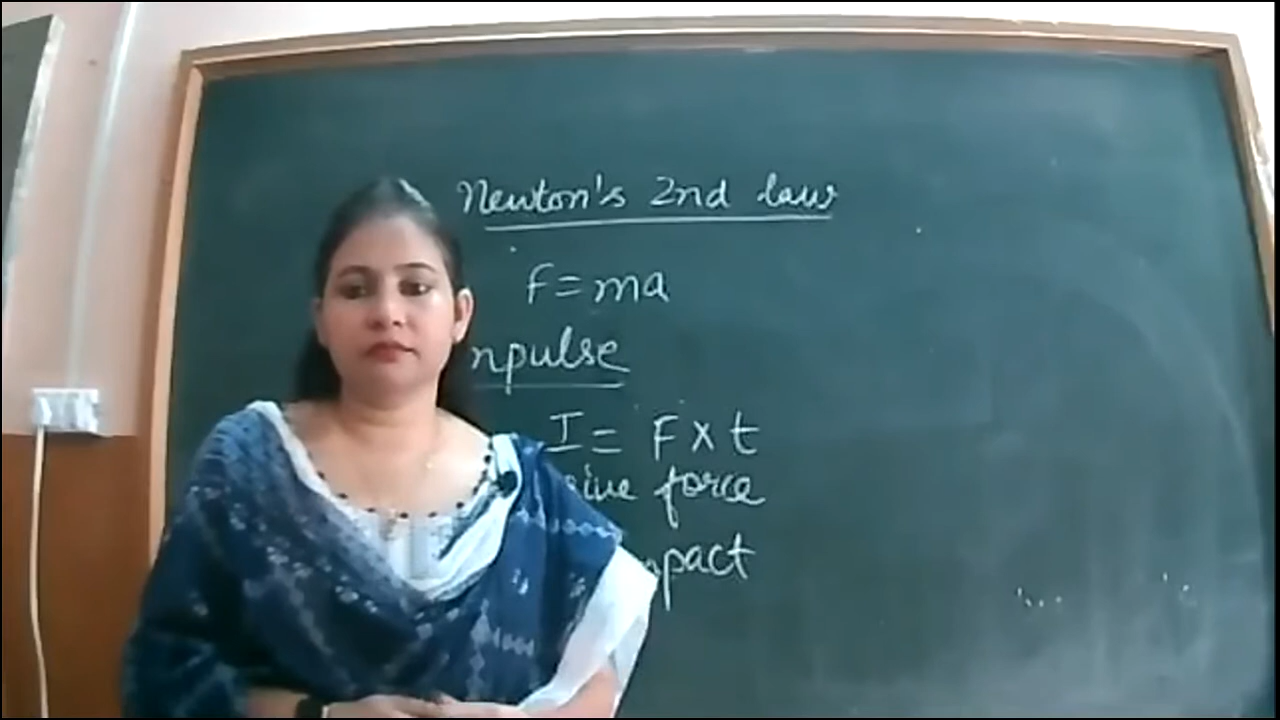 Newton's 2nd law
F = ma
npulse
I = F × t
sive force
pact